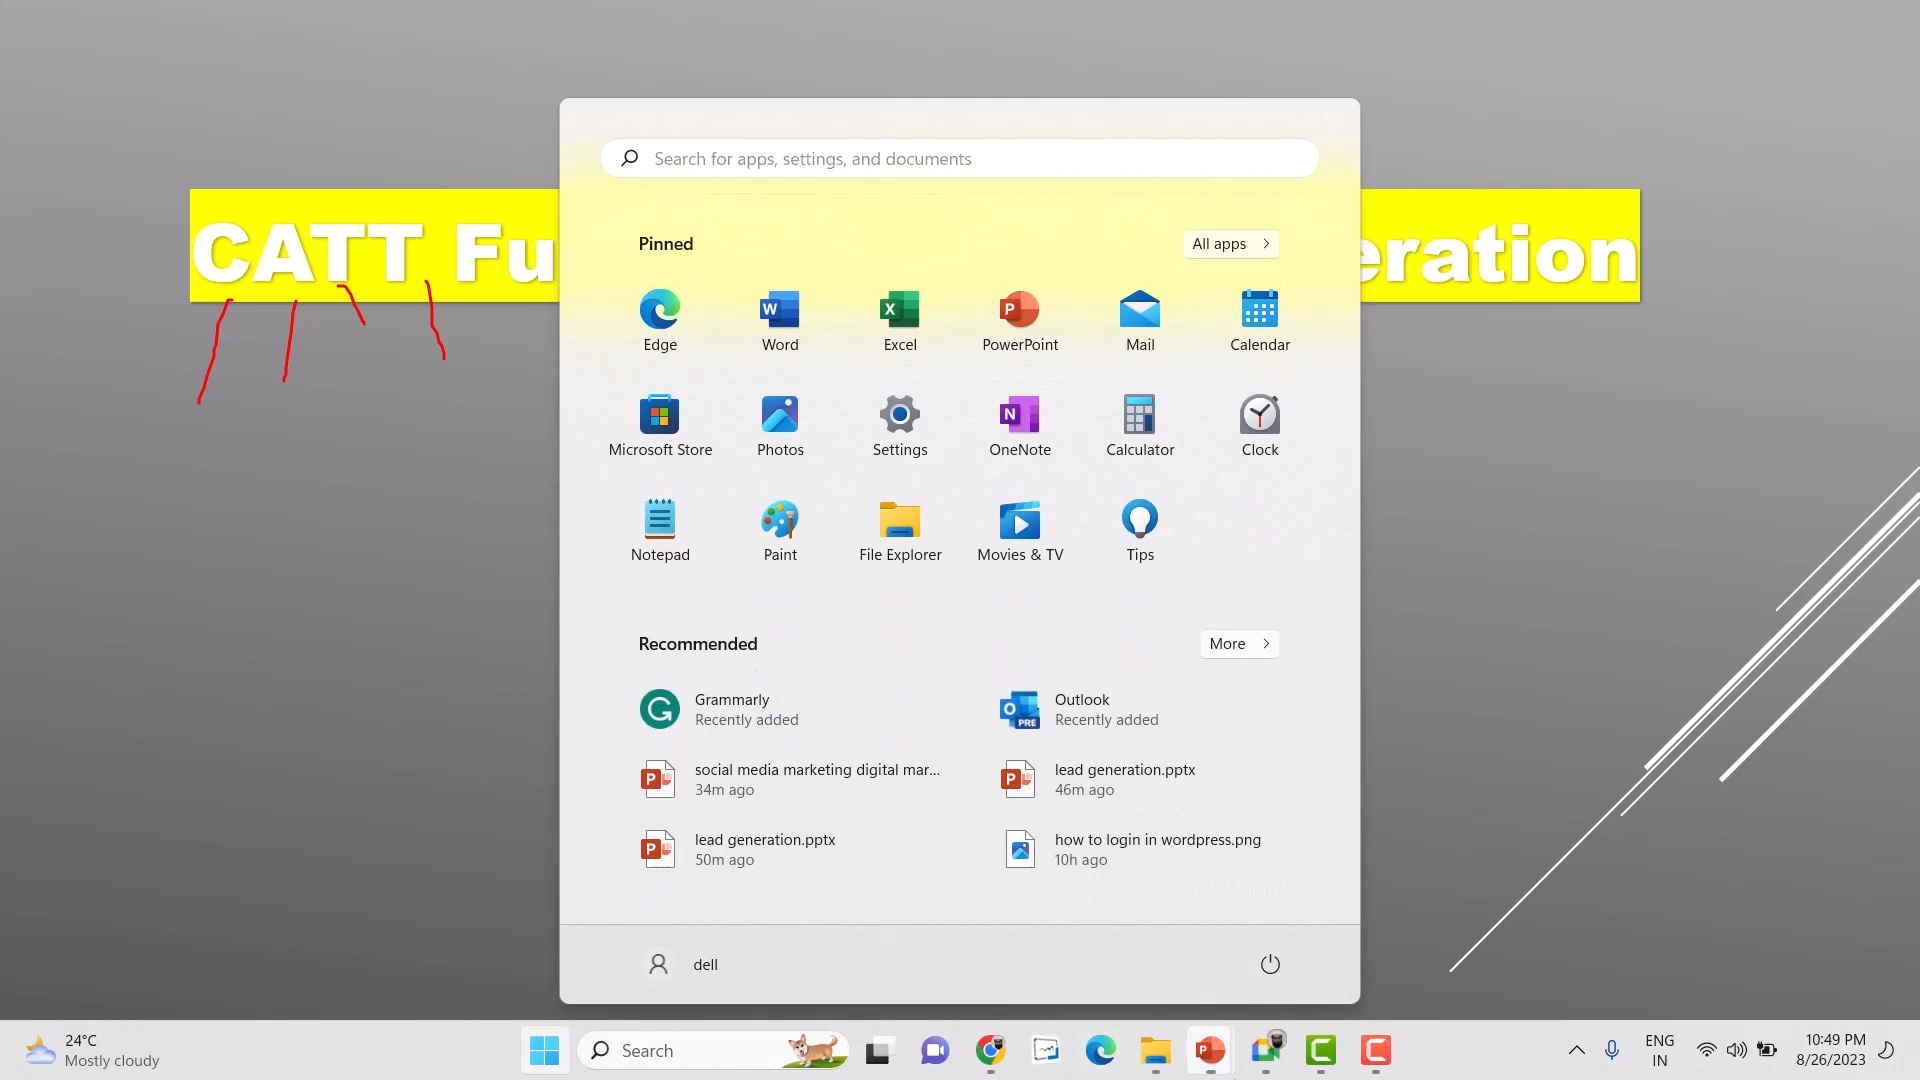 Search for apps, settings, and documents
CATT Fu
eration
Pinned
All apps
Edge
Word
Excel
PowerPoint
Mail
Calendar
Microsoft Store
Photos
Settings
OneNote
Calculator
Clock
Notepad
Paint
File Explorer
Movies & TV
Tips
Recommended
More
Grammarly
Recently added
Outlook
Recently added
social media marketing digital mar...
34m ago
lead generation.pptx
46m ago
lead generation.pptx
50m ago
how to login in wordpress.png
10h ago
dell
24°C
Mostly cloudy
Search
ENG
IN
10:49 PM
8/26/2023